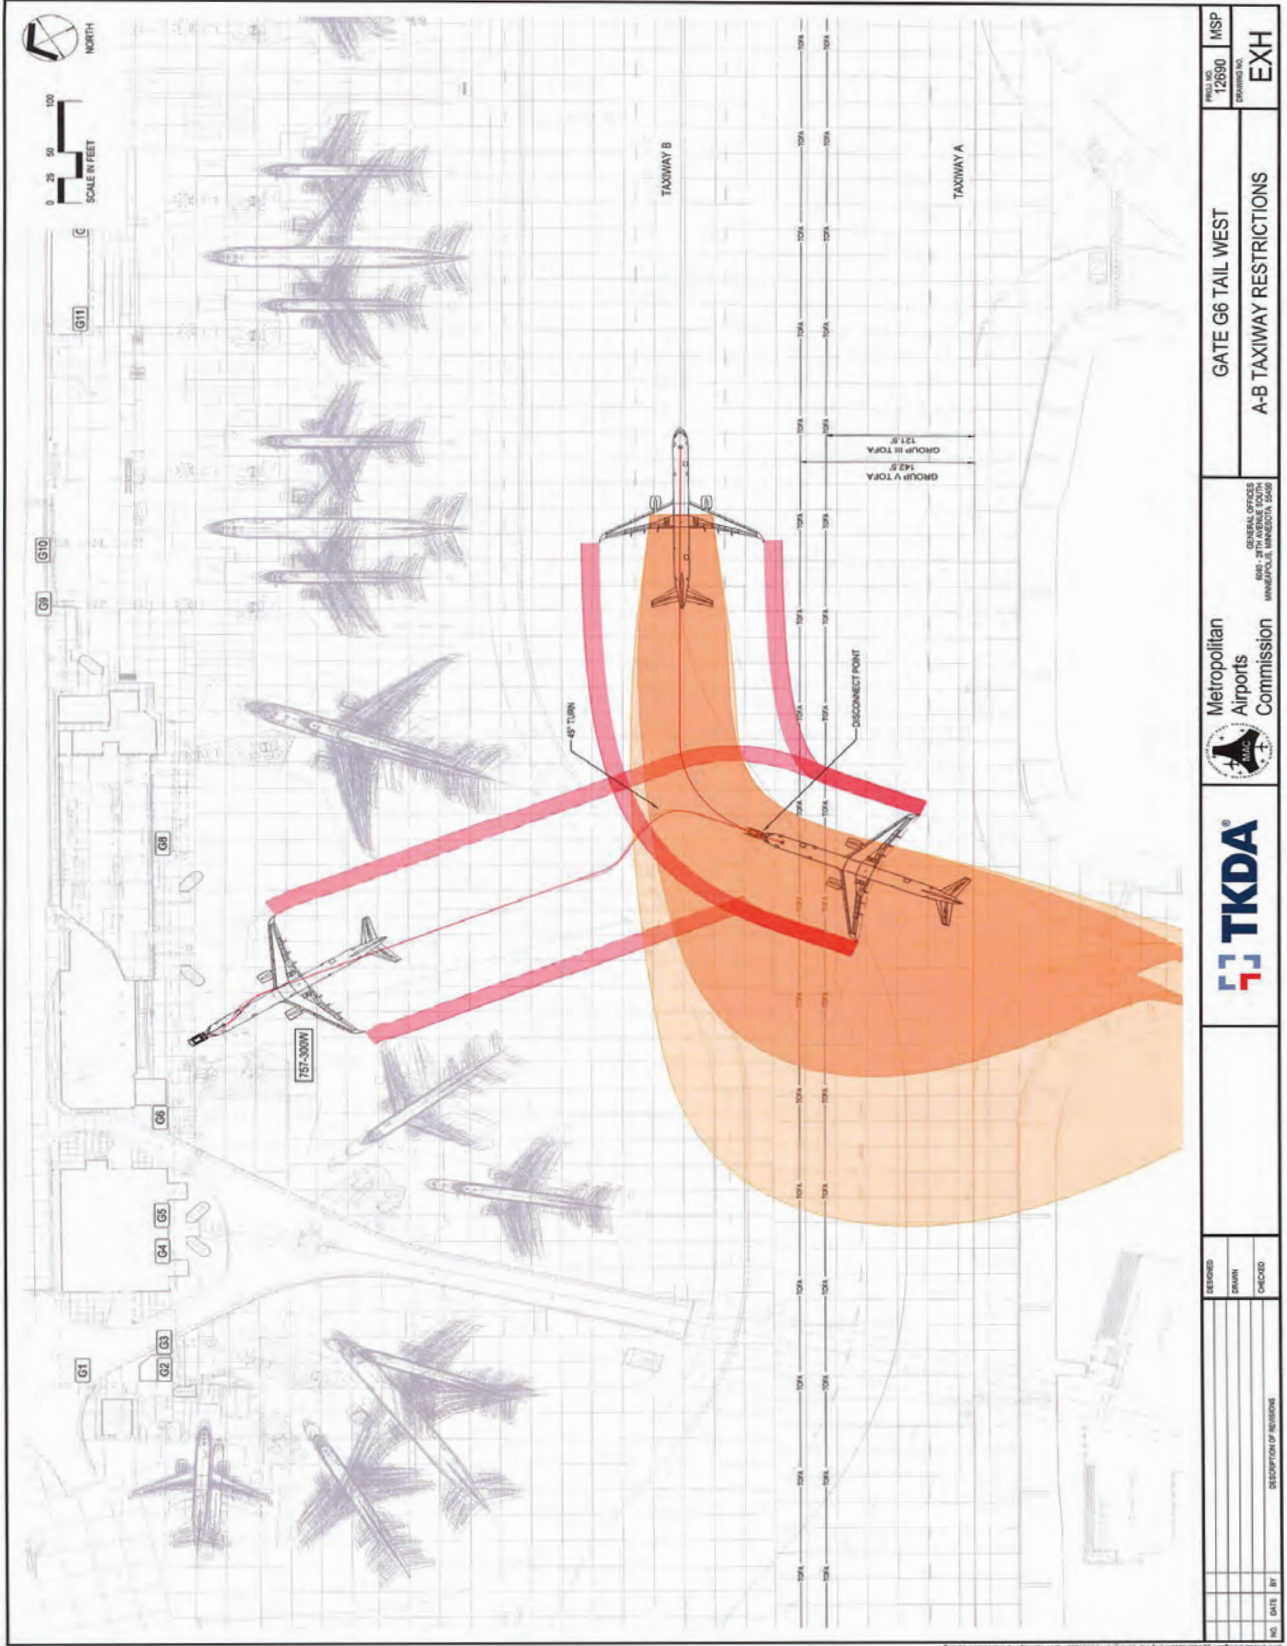 NORTH
0 25 50 100
SCALE IN FEET
G11
G10
G9
G8
G6
G5
G4
G3
G2
G1
757-300W
45° TURN
DISCONNECT POINT
TAXIWAY B
TAXIWAY A
TOFA
TOFA
GROUP III TOFA
121.5'
GROUP V TOFA
142.5'
NO.
DATE
BY
DESCRIPTION OF REVISIONS
DESIGNED
DRAWN
CHECKED
TKDA®
MAC
Metropolitan
Airports
Commission
GENERAL OFFICES
6040 - 28TH AVENUE SOUTH
MINNEAPOLIS, MINNESOTA 55450
GATE G6 TAIL WEST
A-B TAXIWAY RESTRICTIONS
PROJ. NO.
12690
MSP
DRAWING NO.
EXH